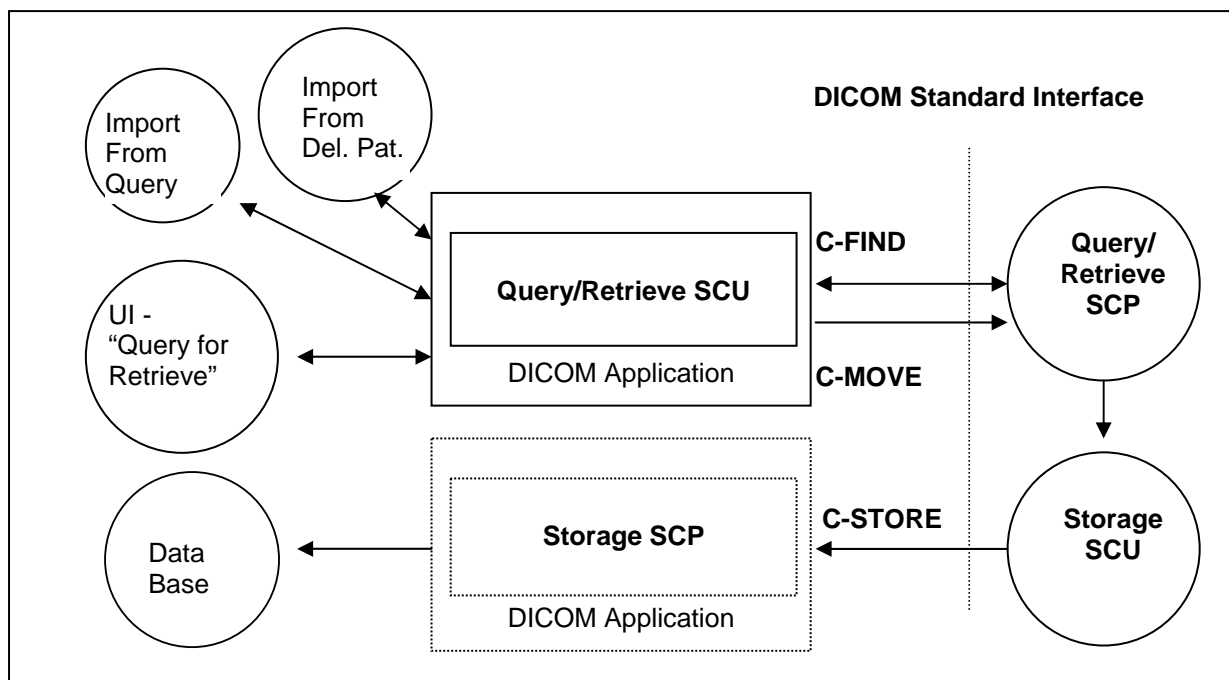 Import
From
Query
Import
From
Del. Pat.
DICOM Standard Interface
UI -
“Query for
Retrieve”
Query/Retrieve SCU
DICOM Application
C-FIND
C-MOVE
Query/
Retrieve
SCP
Data
Base
Storage SCP
DICOM Application
C-STORE
Storage
SCU